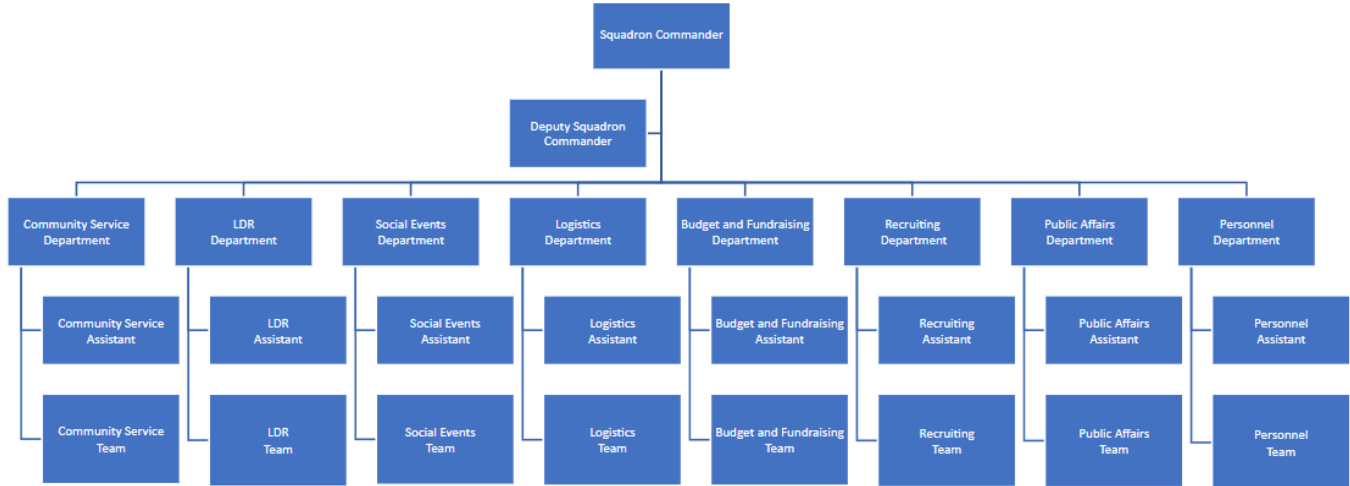 Squadron Commander
Deputy Squadron
Commander
Community Service
Department
LDR
Department
Social Events
Department
Logistics
Department
Budget and Fundraising
Department
Recruiting
Department
Public Affairs
Department
Personnel
Department
Community Service
Assistant
LDR
Assistant
Social Events
Assistant
Logistics
Assistant
Budget and Fundraising
Assistant
Recruiting
Assistant
Public Affairs
Assistant
Personnel
Assistant
Community Service
Team
LDR
Team
Social Events
Team
Logistics
Team
Budget and Fundraising
Team
Recruiting
Team
Public Affairs
Team
Personnel
Team